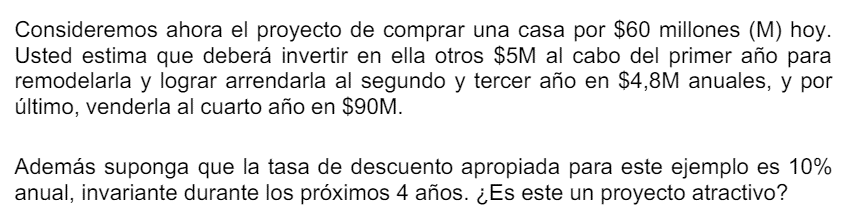 Consideremos ahora el proyecto de comprar una casa por $60 millones (M) hoy.
Usted estima que deberá invertir en ella otros $5M al cabo del primer año para
remodelarla y lograr arrendarla al segundo y tercer año en $4,8M anuales, y por
último, venderla al cuarto año en $90M.
Además suponga que la tasa de descuento apropiada para este ejemplo es 10%
anual, invariante durante los próximos 4 años. ¿Es este un proyecto atractivo?